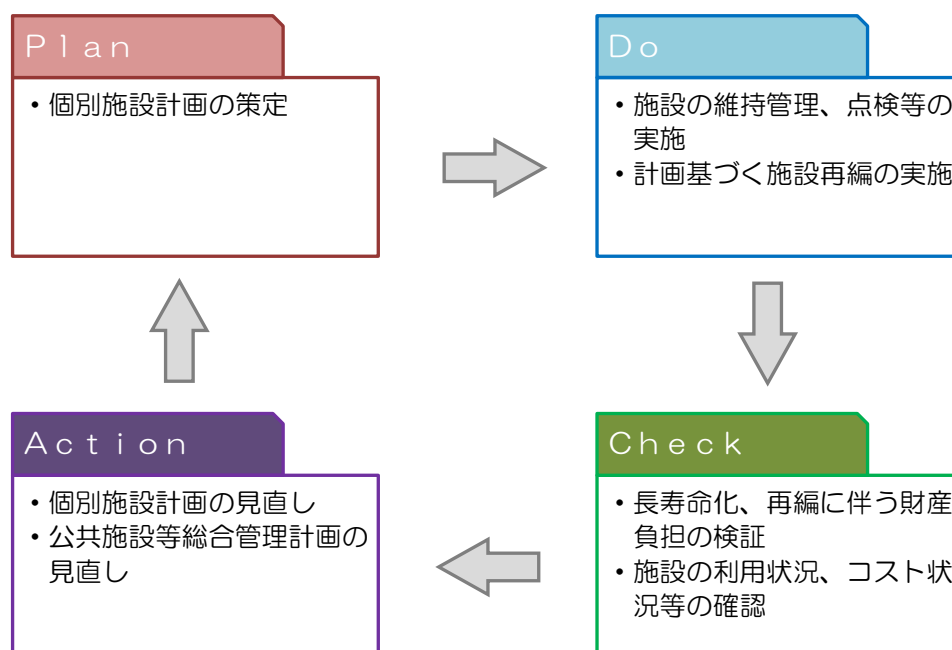 Ｐｌａｎ
・個別施設計画の策定
Ｄｏ
・施設の維持管理、点検等の
実施
・計画基づく施設再編の実施
Ｃｈｅｃｋ
・長寿命化、再編に伴う財産
負担の検証
・施設の利用状況、コスト状
況等の確認
Ａｃｔｉｏｎ
・個別施設計画の見直し
・公共施設等総合管理計画の
見直し